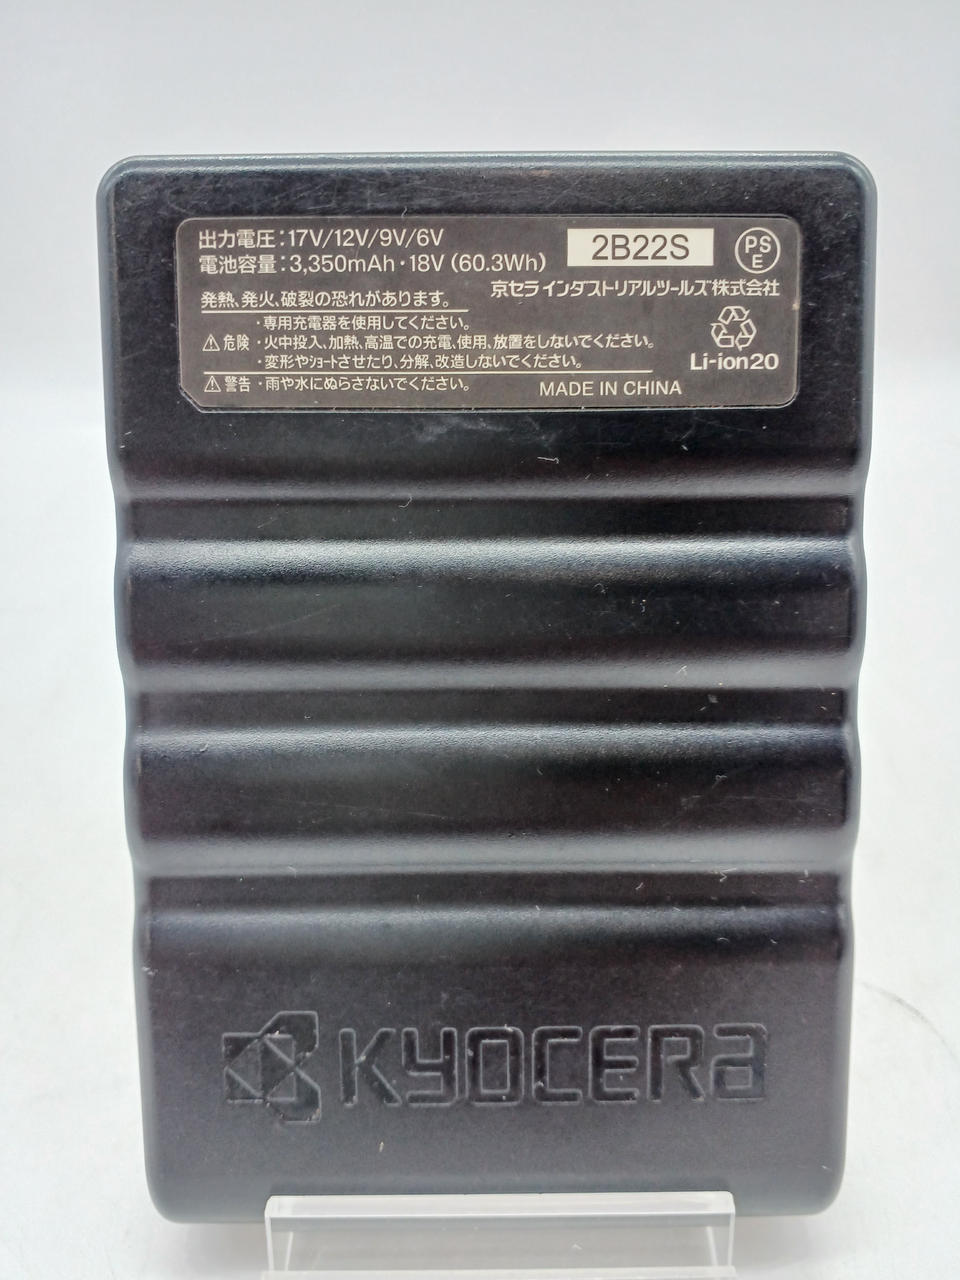 出力電圧:17V/12V/9V/6V
電池容量:3,350mAh・18V(60.3Wh)
2B22S
PS
E
京セラインダストリアルツールズ株式会社
発熱、発火、破裂の恐れがあります。
⚠危険
・専用充電器を使用してください。
・火中投入、加熱、高温での充電、使用、放置をしないでください。
・変形やショートさせたり、分解、改造しないでください。
⚠警告・雨や水にぬらさないでください。
Li-ion20
MADE IN CHINA
KYOCERA